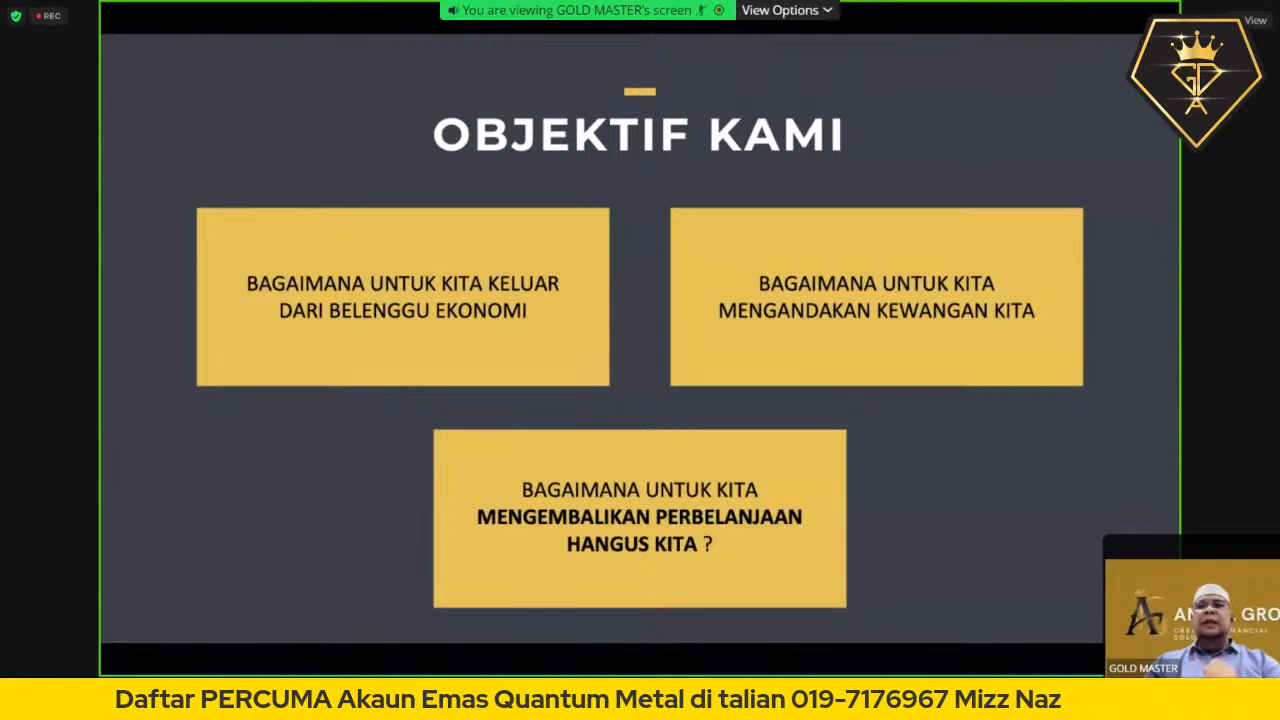 REC
You are viewing GOLD MASTER's screen
View Options
View
GD
A
OBJEKTIF KAMI
BAGAIMANA UNTUK KITA KELUAR
DARI BELENGGU EKONOMI
BAGAIMANA UNTUK KITA
MENGANDAKAN KEWANGAN KITA
BAGAIMANA UNTUK KITA
MENGEMBALIKAN PERBELANJAAN
HANGUS KITA ?
GOLD MASTER
Daftar PERCUMA Akaun Emas Quantum Metal di talian 019-7176967 Mizz Naz